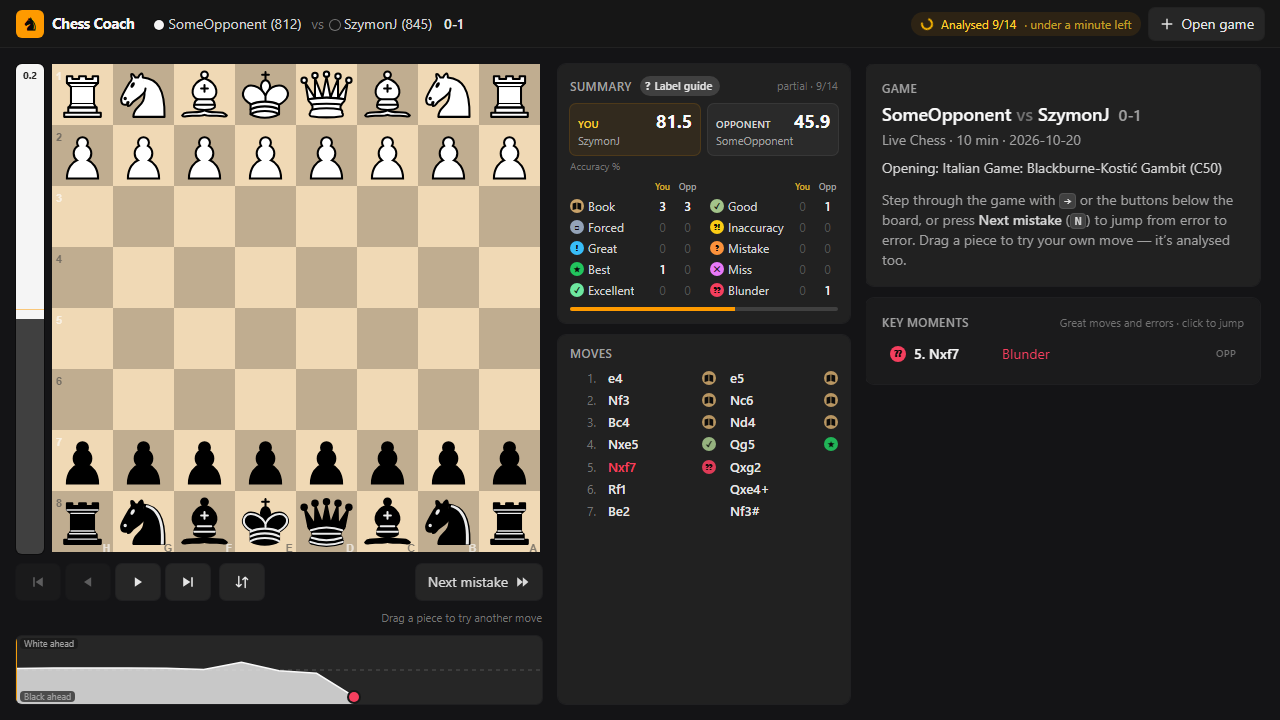 Chess Coach
SomeOpponent (812) vs SzymonJ (845) 0-1
Analysed 9/14 · under a minute left
+ Open game
0.2
1
2
3
4
5
6
7
8
H G F E D C B A
Next mistake
Drag a piece to try another move
White ahead
Black ahead
SUMMARY
? Label guide
partial · 9/14
YOU 81.5
SzymonJ
OPPONENT 45.9
SomeOpponent
Accuracy %
You Opp You Opp
Book 3 3 Good 0 1
Forced 0 0 Inaccuracy 0 0
Great 0 0 Mistake 0 0
Best 1 0 Miss 0 0
Excellent 0 0 Blunder 0 1
MOVES
1. e4 e5
2. Nf3 Nc6
3. Bc4 Nd4
4. Nxe5 Qg5
5. Nxf7 ?? Qxg2
6. Rf1 Qxe4+
7. Be2 Nf3#
GAME
SomeOpponent vs SzymonJ 0-1
Live Chess · 10 min · 2026-10-20
Opening: Italian Game: Blackburne-Kostić Gambit (C50)
Step through the game with → or the buttons below the
board, or press Next mistake (N) to jump from error to
error. Drag a piece to try your own move — it's analysed
too.
KEY MOMENTS
Great moves and errors · click to jump
?? 5. Nxf7 Blunder OPP